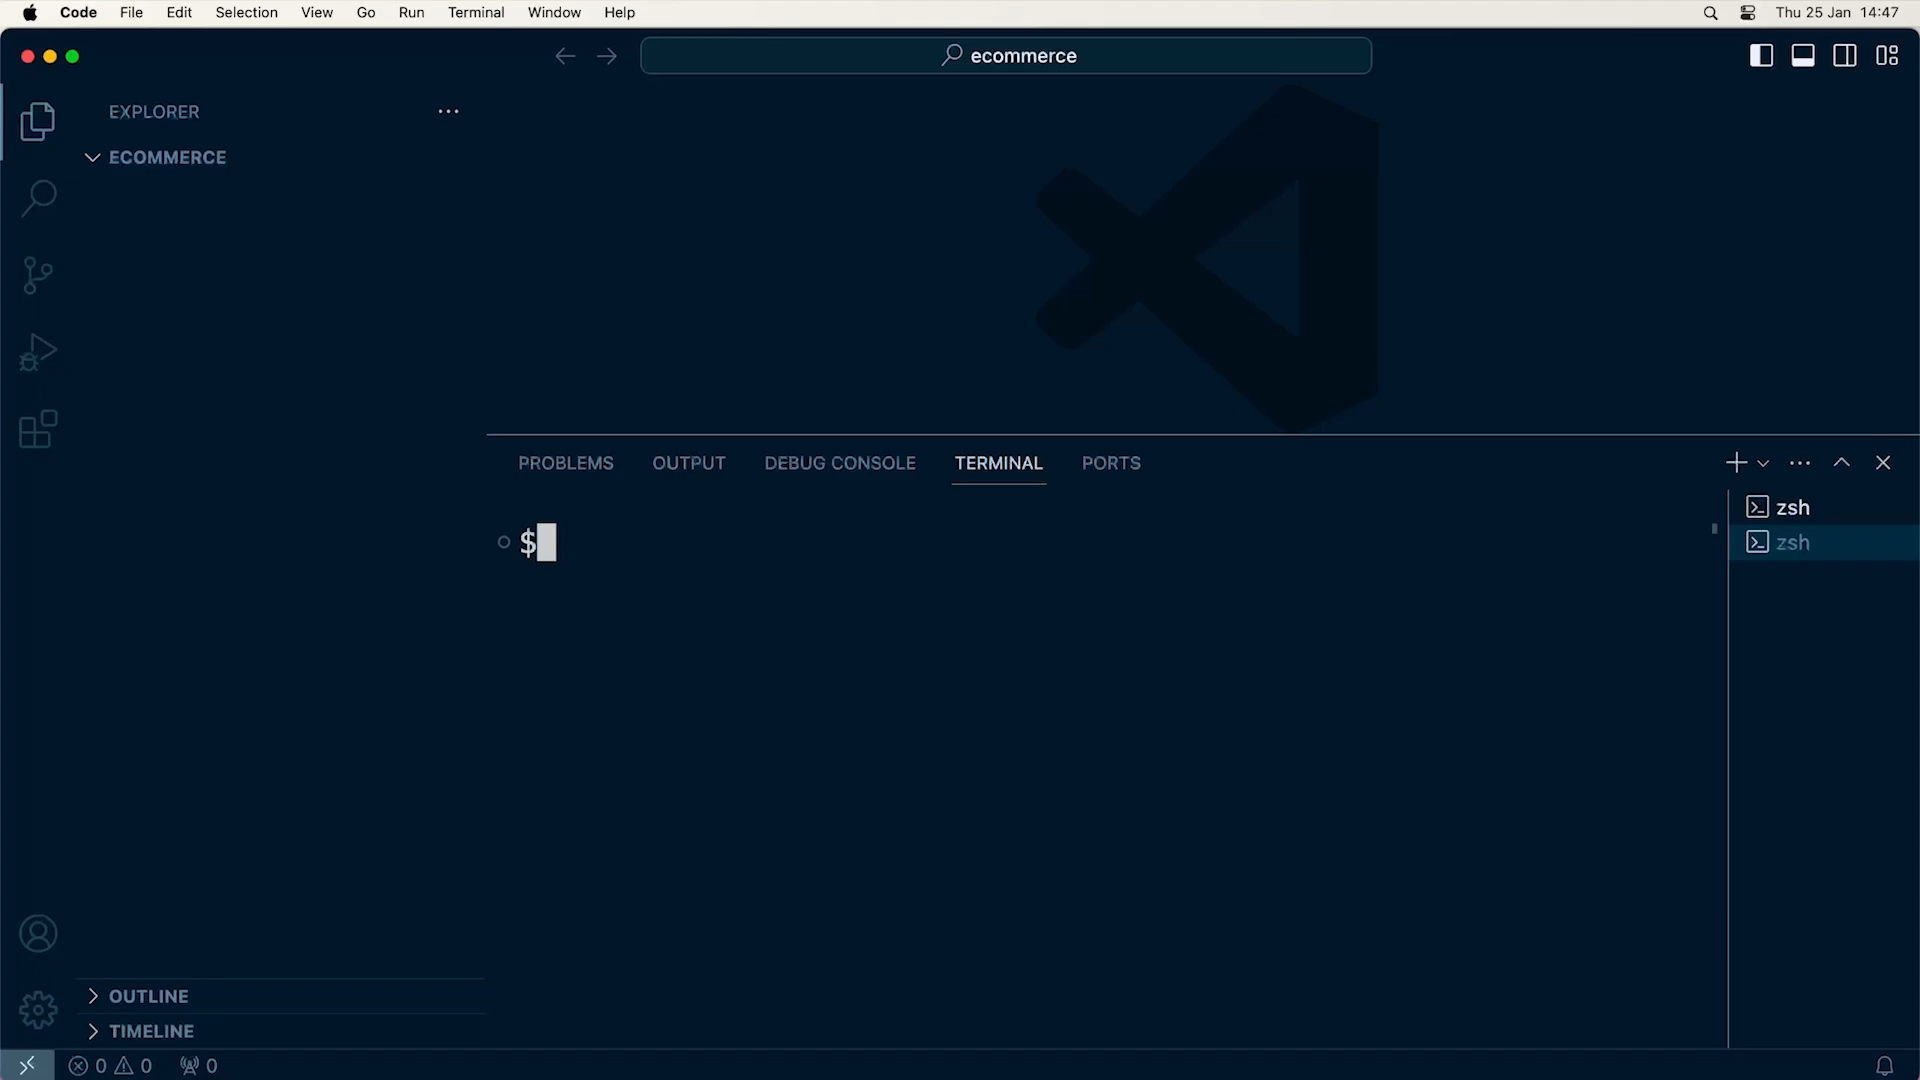 Code File Edit Selection View Go Run Terminal Window Help Thu 25 Jan 14:47
ecommerce
EXPLORER
ECOMMERCE
PROBLEMS OUTPUT DEBUG CONSOLE TERMINAL PORTS
zsh
zsh
$
OUTLINE
TIMELINE
0 0 0